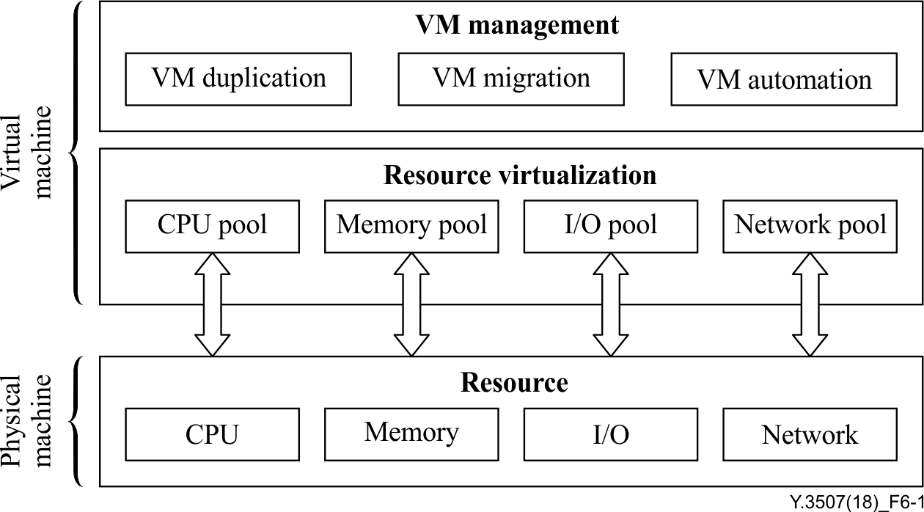 VM management
VM duplication
VM migration
VM automation
Virtual
machine
Resource virtualization
CPU pool
Memory pool
I/O pool
Network pool
Physical
machine
Resource
CPU
Memory
I/O
Network
Y.3507(18)_F6-1